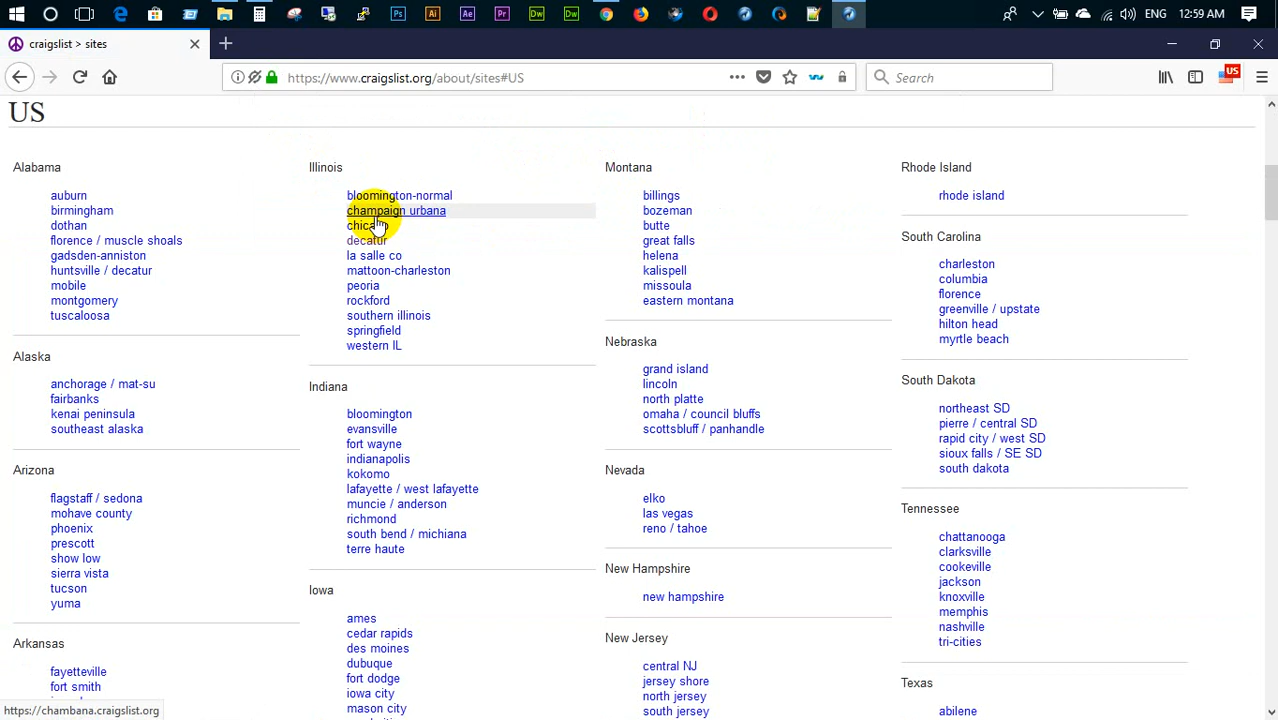 Ps
Ai
Ae
Pr
Dw
Dw
ENG
12:59 AM
craigslist > sites
https://www.craigslist.org/about/sites#US
Search
US
US
Alabama
auburn
birmingham
dothan
florence / muscle shoals
gadsden-anniston
huntsville / decatur
mobile
montgomery
tuscaloosa
Alaska
anchorage / mat-su
fairbanks
kenai peninsula
southeast alaska
Arizona
flagstaff / sedona
mohave county
phoenix
prescott
show low
sierra vista
tucson
yuma
Arkansas
fayetteville
fort smith
Illinois
bloomington-normal
champaign urbana
chicago
decatur
la salle co
mattoon-charleston
peoria
rockford
southern illinois
springfield
western IL
Indiana
bloomington
evansville
fort wayne
indianapolis
kokomo
lafayette / west lafayette
muncie / anderson
richmond
south bend / michiana
terre haute
Iowa
ames
cedar rapids
des moines
dubuque
fort dodge
iowa city
mason city
Montana
billings
bozeman
butte
great falls
helena
kalispell
missoula
eastern montana
Nebraska
grand island
lincoln
north platte
omaha / council bluffs
scottsbluff / panhandle
Nevada
elko
las vegas
reno / tahoe
New Hampshire
new hampshire
New Jersey
central NJ
jersey shore
north jersey
south jersey
Rhode Island
rhode island
South Carolina
charleston
columbia
florence
greenville / upstate
hilton head
myrtle beach
South Dakota
northeast SD
pierre / central SD
rapid city / west SD
sioux falls / SE SD
south dakota
Tennessee
chattanooga
clarksville
cookeville
jackson
knoxville
memphis
nashville
tri-cities
Texas
abilene
https://chambana.craigslist.org